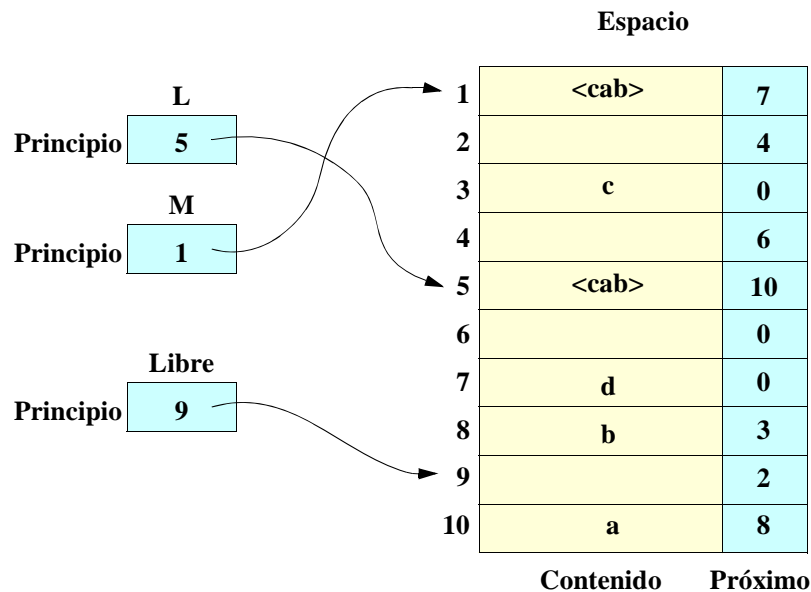 Espacio
L
Principio 5
M
Principio 1
Libre
Principio 9
1 <cab> 7
2 4
3 c 0
4 6
5 <cab> 10
6 0
7 d 0
8 b 3
9 2
10 a 8
Contenido Próximo